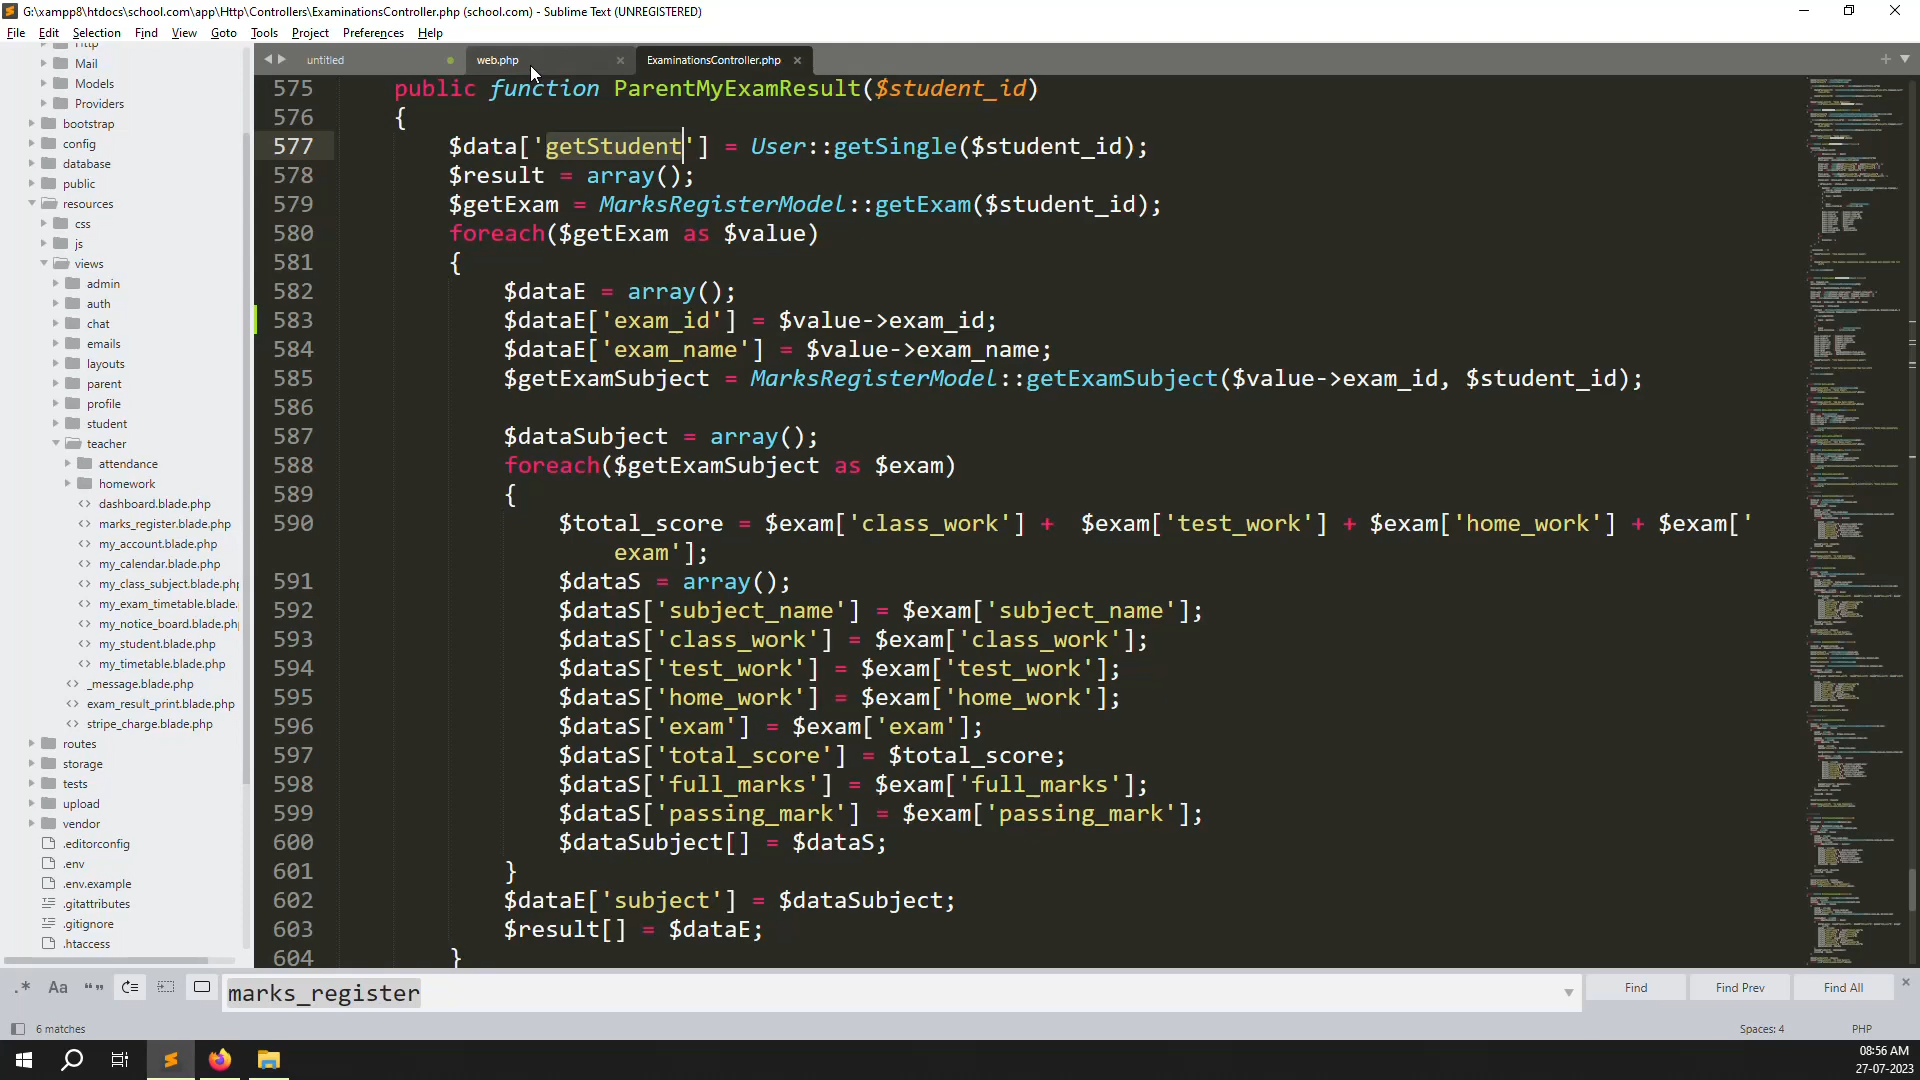 G:\xampp8\htdocs\school.com\app\Http\Controllers\ExaminationsController.php (school.com) - Sublime Text (UNREGISTERED)
File Edit Selection Find View Goto Tools Project Preferences Help
Http
Mail
Models
Providers
bootstrap
config
database
public
resources
css
js
views
admin
auth
chat
emails
layouts
parent
profile
student
teacher
attendance
homework
dashboard.blade.php
marks_register.blade.php
my_account.blade.php
my_calendar.blade.php
my_class_subject.blade.php
my_exam_timetable.blade.
my_notice_board.blade.ph
my_student.blade.php
my_timetable.blade.php
_message.blade.php
exam_result_print.blade.php
stripe_charge.blade.php
routes
storage
tests
upload
vendor
.editorconfig
.env
.env.example
.gitattributes
.gitignore
.htaccess
untitled web.php ExaminationsController.php
575 public function ParentMyExamResult($student_id)
576 {
577 $data['getStudent'] = User::getSingle($student_id);
578 $result = array();
579 $getExam = MarksRegisterModel::getExam($student_id);
580 foreach($getExam as $value)
581 {
582 $dataE = array();
583 $dataE['exam_id'] = $value->exam_id;
584 $dataE['exam_name'] = $value->exam_name;
585 $getExamSubject = MarksRegisterModel::getExamSubject($value->exam_id, $student_id);
586
587 $dataSubject = array();
588 foreach($getExamSubject as $exam)
589 {
590 $total_score = $exam['class_work'] +  $exam['test_work'] + $exam['home_work'] + $exam['
exam'];
591 $dataS = array();
592 $dataS['subject_name'] = $exam['subject_name'];
593 $dataS['class_work'] = $exam['class_work'];
594 $dataS['test_work'] = $exam['test_work'];
595 $dataS['home_work'] = $exam['home_work'];
596 $dataS['exam'] = $exam['exam'];
597 $dataS['total_score'] = $total_score;
598 $dataS['full_marks'] = $exam['full_marks'];
599 $dataS['passing_mark'] = $exam['passing_mark'];
600 $dataSubject[] = $dataS;
601 }
602 $dataE['subject'] = $dataSubject;
603 $result[] = $dataE;
604 }
.* Aa "" marks_register Find Find Prev Find All
6 matches Spaces: 4 PHP
08:56 AM
27-07-2023